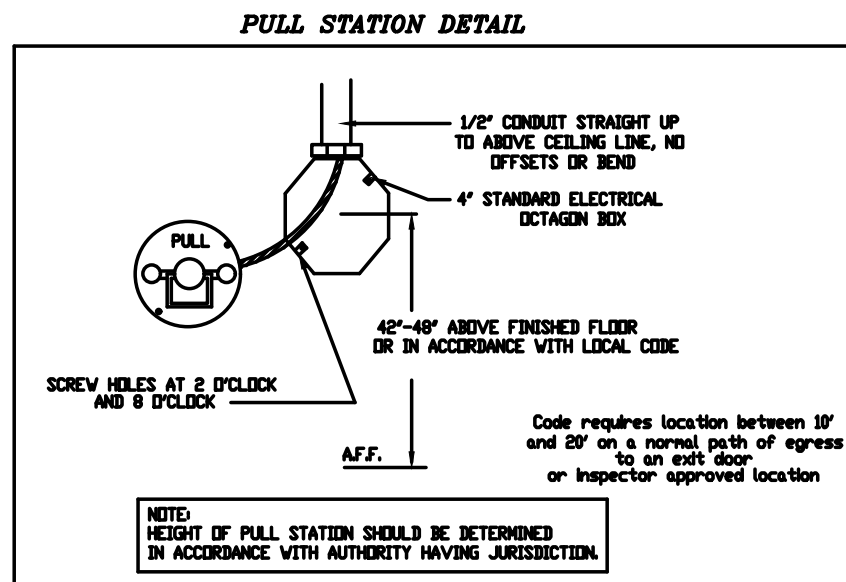 PULL STATION DETAIL
1/2" CONDUIT STRAIGHT UP
TO ABOVE CEILING LINE, NO
OFFSETS OR BEND
4" STANDARD ELECTRICAL
OCTAGON BOX
PULL
42"-48" ABOVE FINISHED FLOOR
OR IN ACCORDANCE WITH LOCAL CODE
SCREW HOLES AT 2 O'CLOCK
AND 8 O'CLOCK
A.F.F.
Code requires location between 10'
and 20' on a normal path of egress
to an exit door
or inspector approved location
NOTE:
HEIGHT OF PULL STATION SHOULD BE DETERMINED
IN ACCORDANCE WITH AUTHORITY HAVING JURISDICTION.